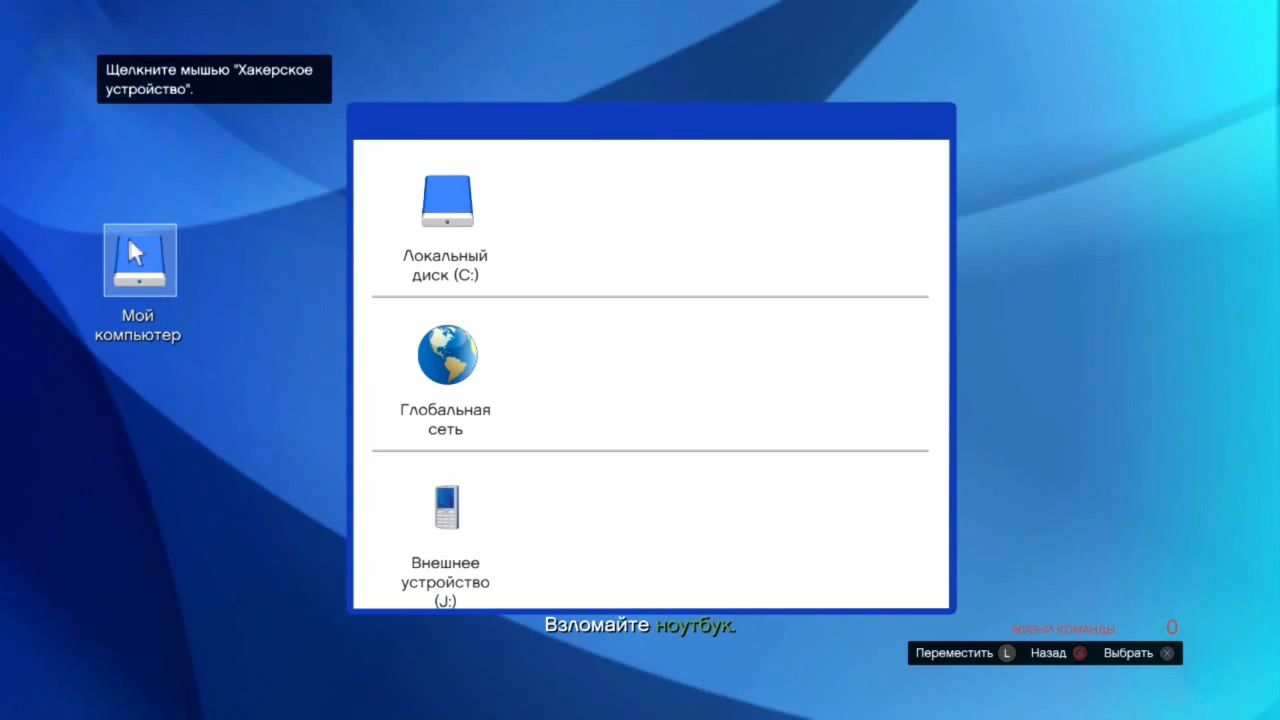 Щелкните мышью "Хакерское
устройство".
Мой
компьютер
Локальный
диск (C:)
Глобальная
сеть
Внешнее
устройство
(J:)
Взломайте ноутбук.
ЖИЗНИ КОМАНДЫ 0
Переместить L Назад Выбрать